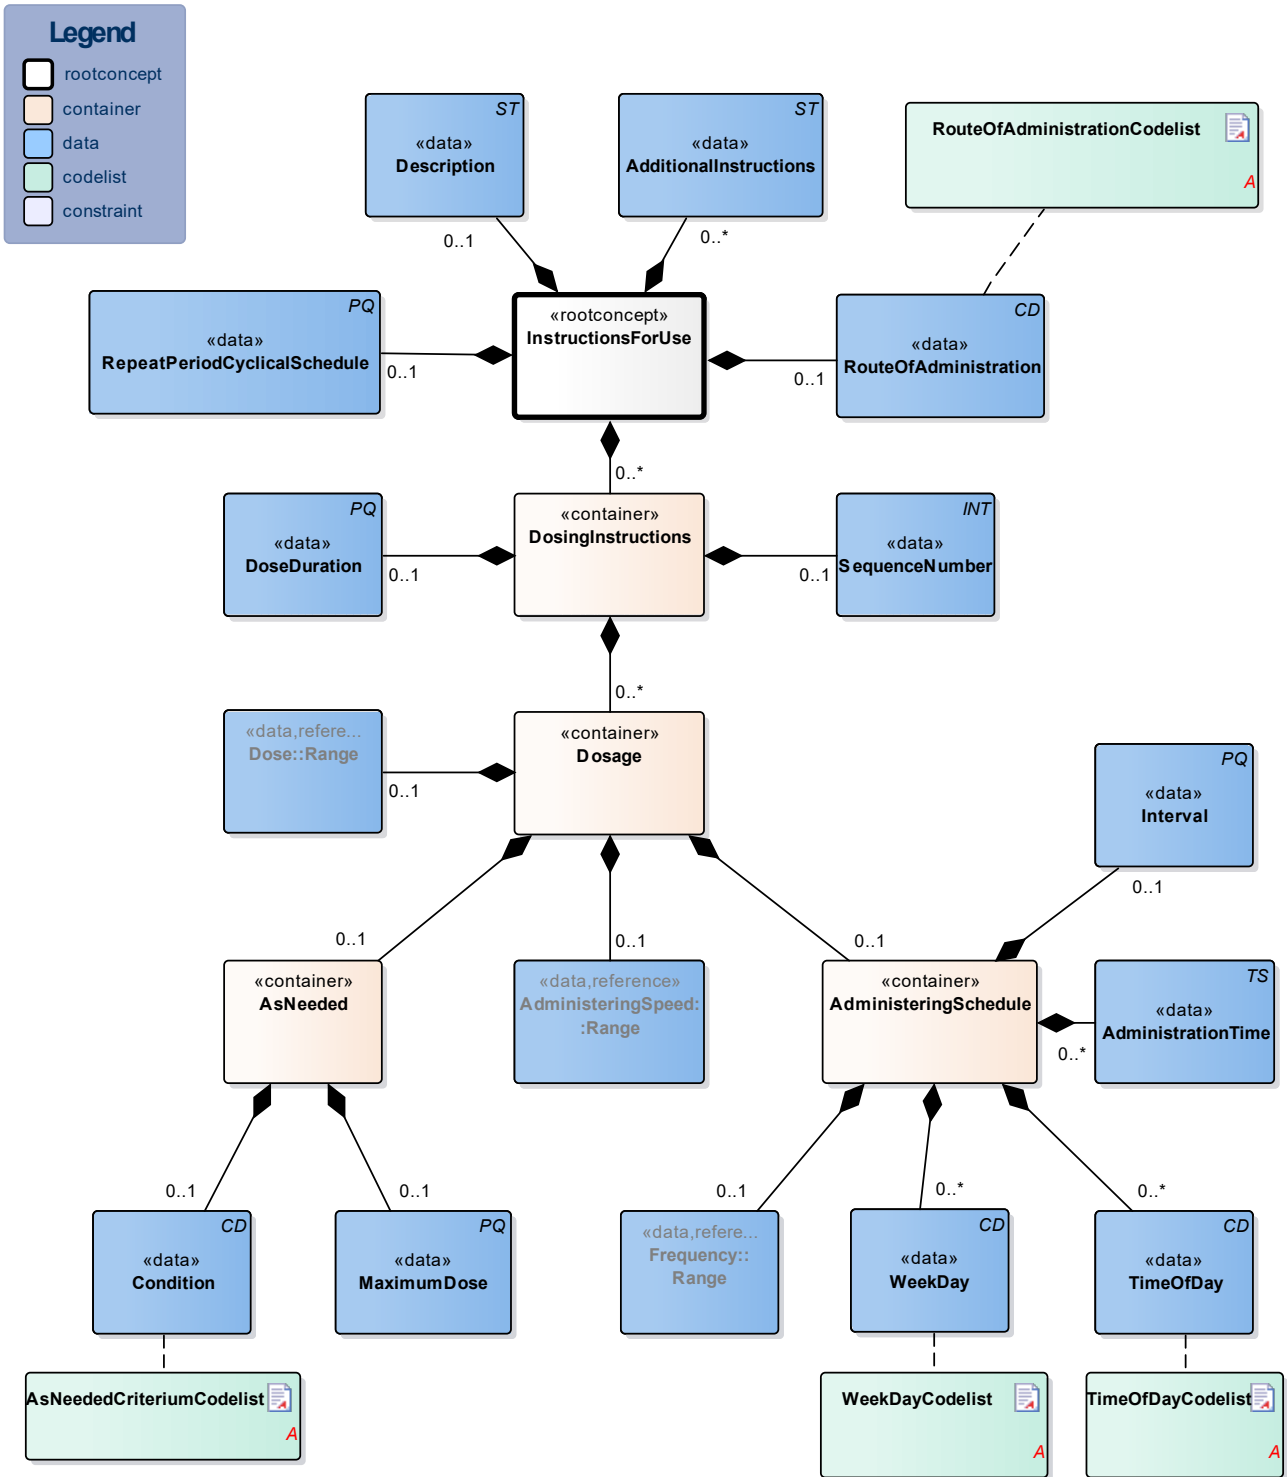 Legend
rootconcept
container
data
codelist
constraint
ST
«data»
Description
ST
«data»
AdditionalInstructions
RouteOfAdministrationCodelist
A
0..1
0..*
PQ
«data»
RepeatPeriodCyclicalSchedule
0..1
«rootconcept»
InstructionsForUse
CD
«data»
RouteOfAdministration
0..1
0..*
PQ
«data»
DoseDuration
0..1
«container»
DosingInstructions
INT
«data»
SequenceNumber
0..1
0..*
«data,refere...
Dose::Range
0..1
«container»
Dosage
PQ
«data»
Interval
0..1
0..1
0..1
0..1
«container»
AsNeeded
«data,reference»
AdministeringSpeed:
:Range
«container»
AdministeringSchedule
TS
«data»
AdministrationTime
0..*
0..1
0..1
0..1
0..*
0..*
CD
«data»
Condition
PQ
«data»
MaximumDose
«data,refere...
Frequency::
Range
CD
«data»
WeekDay
CD
«data»
TimeOfDay
AsNeededCriteriumCodelist
A
WeekDayCodelist
A
TimeOfDayCodelist
A